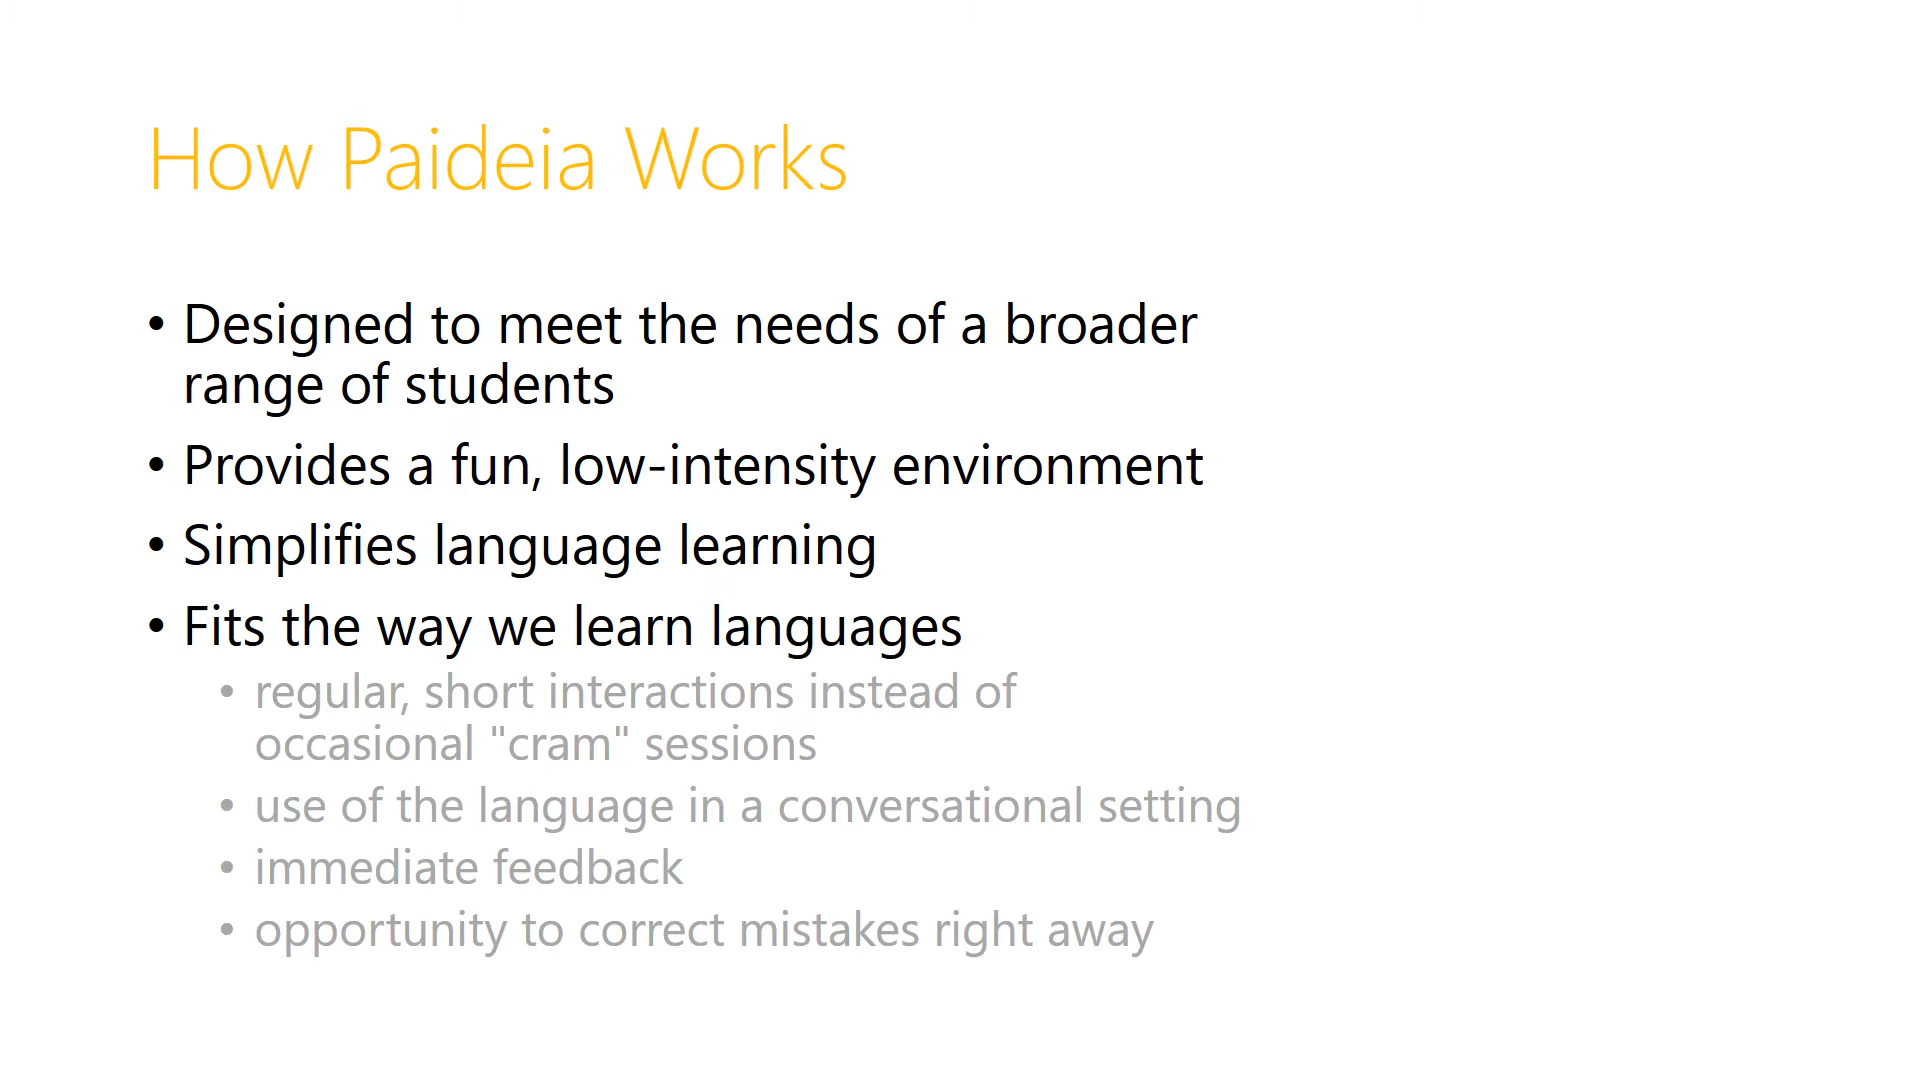 How Paideia Works
• Designed to meet the needs of a broader
range of students
• Provides a fun, low-intensity environment
• Simplifies language learning
• Fits the way we learn languages
• regular, short interactions instead of
occasional "cram" sessions
• use of the language in a conversational setting
• immediate feedback
• opportunity to correct mistakes right away